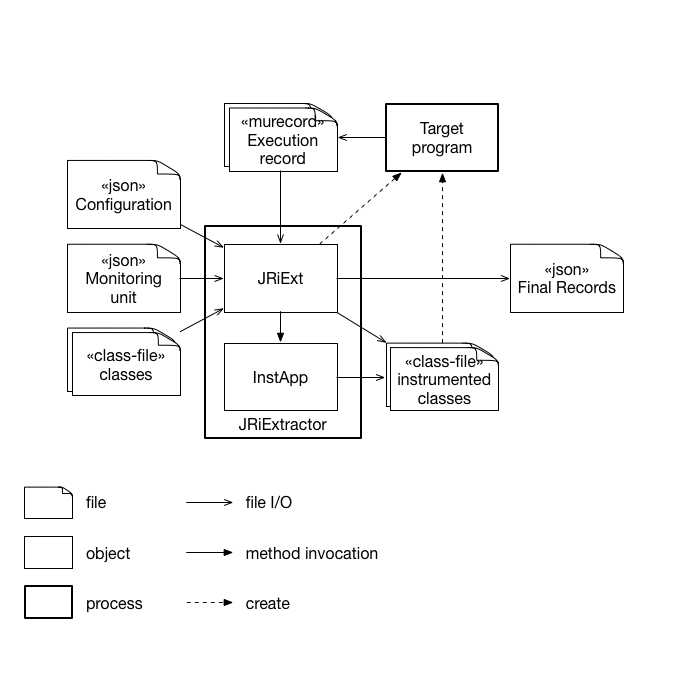 «murecord»
Execution
record
Target
program
«json»
Configuration
«json»
Monitoring
unit
JRiExt
«json»
Final Records
«class-file»
classes
InstApp
«class-file»
instrumented
classes
JRiExtractor
file
file I/O
object
method invocation
process
create